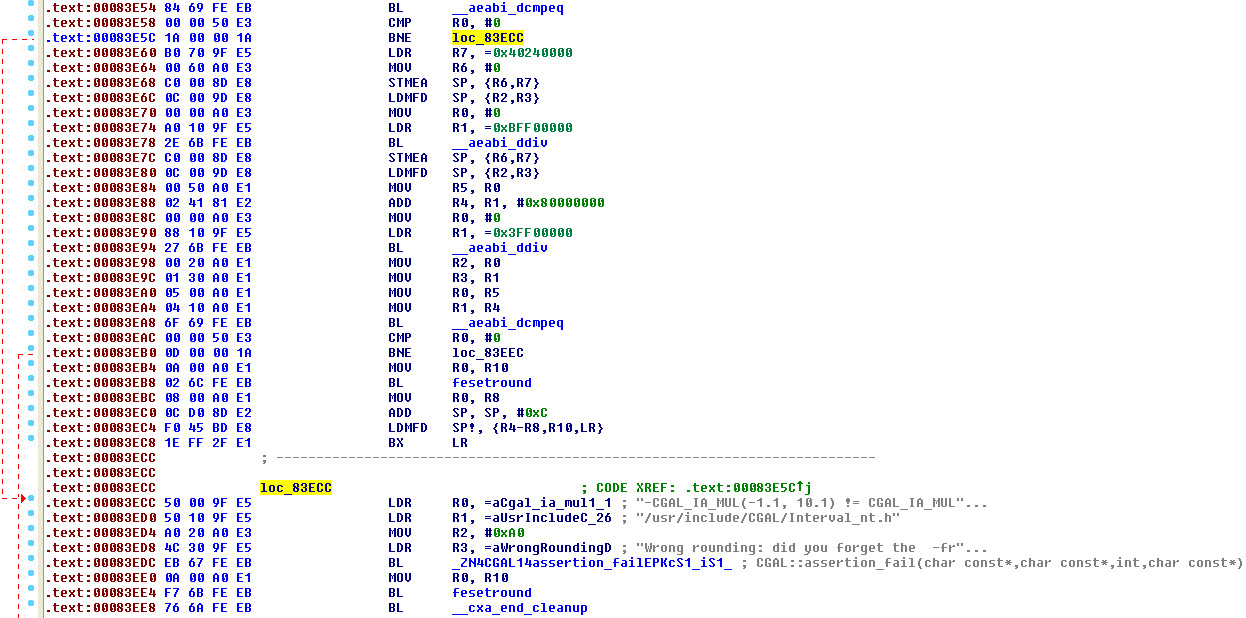 .text:00083E54 84 69 FE EB BL __aeabi_dcmpeq
.text:00083E58 00 00 50 E3 CMP R0, #0
.text:00083E5C 1A 00 00 1A BNE loc_83ECC
.text:00083E60 B0 70 9F E5 LDR R7, =0x40240000
.text:00083E64 00 60 A0 E3 MOV R6, #0
.text:00083E68 C0 00 8D E8 STMEA SP, {R6,R7}
.text:00083E6C 0C 00 9D E8 LDMFD SP, {R2,R3}
.text:00083E70 00 00 A0 E3 MOV R0, #0
.text:00083E74 A0 10 9F E5 LDR R1, =0xBFF00000
.text:00083E78 2E 6B FE EB BL __aeabi_ddiv
.text:00083E7C C0 00 8D E8 STMEA SP, {R6,R7}
.text:00083E80 0C 00 9D E8 LDMFD SP, {R2,R3}
.text:00083E84 00 50 A0 E1 MOV R5, R0
.text:00083E88 02 41 81 E2 ADD R4, R1, #0x80000000
.text:00083E8C 00 00 A0 E3 MOV R0, #0
.text:00083E90 88 10 9F E5 LDR R1, =0x3FF00000
.text:00083E94 27 6B FE EB BL __aeabi_ddiv
.text:00083E98 00 20 A0 E1 MOV R2, R0
.text:00083E9C 01 30 A0 E1 MOV R3, R1
.text:00083EA0 05 00 A0 E1 MOV R0, R5
.text:00083EA4 04 10 A0 E1 MOV R1, R4
.text:00083EA8 6F 69 FE EB BL __aeabi_dcmpeq
.text:00083EAC 00 00 50 E3 CMP R0, #0
.text:00083EB0 0D 00 00 1A BNE loc_83EEC
.text:00083EB4 0A 00 A0 E1 MOV R0, R10
.text:00083EB8 02 6C FE EB BL fesetround
.text:00083EBC 08 00 A0 E1 MOV R0, R8
.text:00083EC0 0C D0 8D E2 ADD SP, SP, #0xC
.text:00083EC4 F0 45 BD E8 LDMFD SP!, {R4-R8,R10,LR}
.text:00083EC8 1E FF 2F E1 BX LR
.text:00083ECC ; ---------------------------------------------------------------------------
.text:00083ECC
.text:00083ECC loc_83ECC ; CODE XREF: .text:00083E5C↑j
.text:00083ECC 50 00 9F E5 LDR R0, =aCgal_ia_mul1_1 ; "-CGAL_IA_MUL(-1.1, 10.1) != CGAL_IA_MUL"...
.text:00083ED0 50 10 9F E5 LDR R1, =aUsrIncludeC_26 ; "/usr/include/CGAL/Interval_nt.h"
.text:00083ED4 A0 20 A0 E3 MOV R2, #0xA0
.text:00083ED8 4C 30 9F E5 LDR R3, =aWrongRoundingD ; "Wrong rounding: did you forget the  -fr"...
.text:00083EDC EB 67 FE EB BL _ZN4CGAL14assertion_failEPKcS1_iS1_ ; CGAL::assertion_fail(char const*,char const*,int,char const*)
.text:00083EE0 0A 00 A0 E1 MOV R0, R10
.text:00083EE4 F7 6B FE EB BL fesetround
.text:00083EE8 76 6A FE EB BL __cxa_end_cleanup